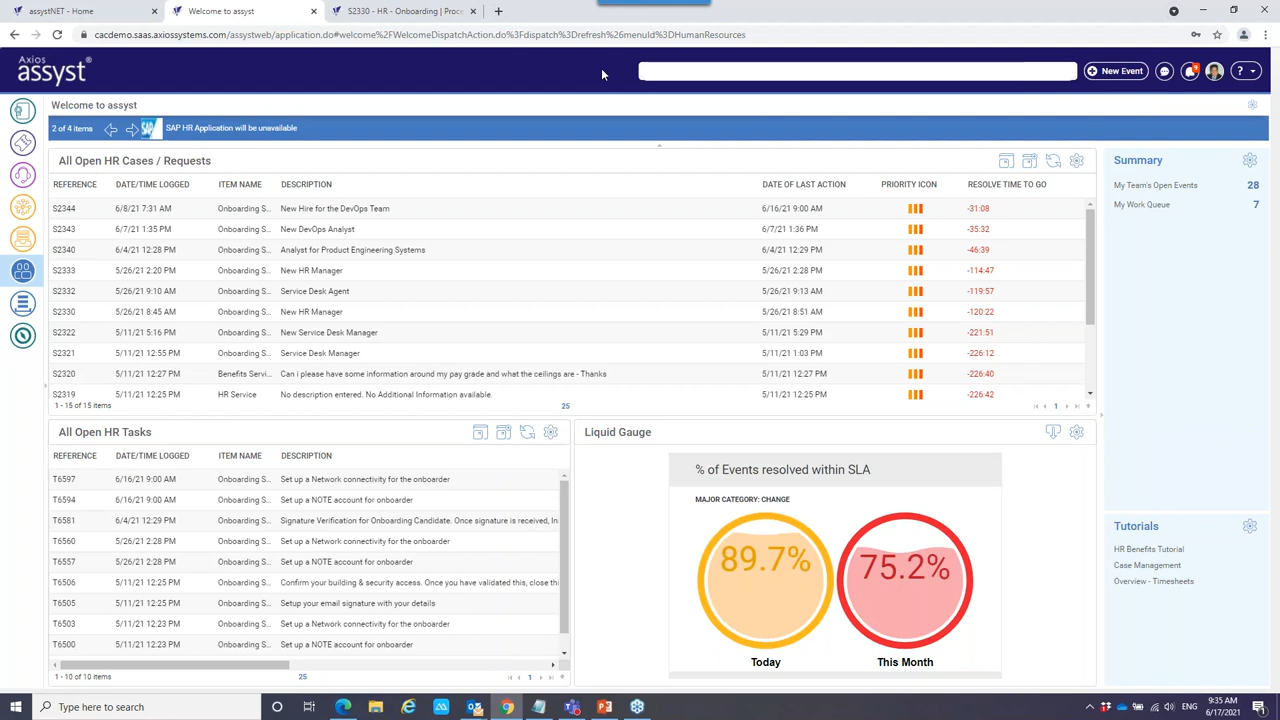 assystNET - Home
Welcome to assyst
S2330 - HR - Onboarding | Proce
cacdemo.saas.axiossystems.com/assystweb/application.do#welcome%2FWelcomeDispatchAction.do%3Fdispatch%3Drefresh%26menuId%3DHumanResources
Axios
assyst®
New Event
?
Welcome to assyst
2 of 4 items
SAP
SAP HR Application will be unavailable
All Open HR Cases / Requests
REFERENCE DATE/TIME LOGGED ITEM NAME DESCRIPTION DATE OF LAST ACTION PRIORITY ICON RESOLVE TIME TO GO
S2344 6/8/21 7:31 AM Onboarding S... New Hire for the DevOps Team 6/16/21 9:00 AM -31:08
S2343 6/7/21 1:35 PM Onboarding S... New DevOps Analyst 6/7/21 1:36 PM -35:32
S2340 6/4/21 12:28 PM Onboarding S... Analyst for Product Engineering Systems 6/4/21 12:29 PM -46:39
S2333 5/26/21 2:20 PM Onboarding S... New HR Manager 5/26/21 2:28 PM -114:47
S2332 5/26/21 9:10 AM Onboarding S... Service Desk Agent 5/26/21 9:13 AM -119:57
S2330 5/26/21 8:45 AM Onboarding S... New HR Manager 5/26/21 8:51 AM -120:22
S2322 5/11/21 5:16 PM Onboarding S... New Service Desk Manager 5/11/21 5:29 PM -221:51
S2321 5/11/21 12:55 PM Onboarding S... Service Desk Manager 5/11/21 1:03 PM -226:12
S2320 5/11/21 12:27 PM Benefits Servi... Can i please have some information around my pay grade and what the ceilings are - Thanks 5/11/21 12:27 PM -226:40
S2319 5/11/21 12:25 PM HR Service No description entered. No Additional Information available. 5/11/21 12:25 PM -226:42
1 - 15 of 15 items 25 1
Summary
My Team's Open Events 28
My Work Queue 7
All Open HR Tasks
REFERENCE DATE/TIME LOGGED ITEM NAME DESCRIPTION
T6597 6/16/21 9:00 AM Onboarding S... Set up a Network connectivity for the onboarder
T6594 6/16/21 9:00 AM Onboarding S... Set up a NOTE account for onboarder
T6581 6/4/21 12:29 PM Onboarding S... Signature Verification for Onboarding Candidate. Once signature is received, In
T6560 5/26/21 2:28 PM Onboarding S... Set up a Network connectivity for the onboarder
T6557 5/26/21 2:28 PM Onboarding S... Set up a NOTE account for onboarder
T6506 5/11/21 12:25 PM Onboarding S... Confirm your building & security access. Once you have validated this, close thi
T6505 5/11/21 12:25 PM Onboarding S... Setup your email signature with your details
T6503 5/11/21 12:23 PM Onboarding S... Set up a Network connectivity for the onboarder
T6500 5/11/21 12:23 PM Onboarding S... Set up a NOTE account for onboarder
1 - 10 of 10 items 25 1
Liquid Gauge
% of Events resolved within SLA
MAJOR CATEGORY: CHANGE
89.7% 75.2%
Today This Month
Tutorials
HR Benefits Tutorial
Case Management
Overview - Timesheets
Type here to search
ENG
9:35 AM
6/17/2021